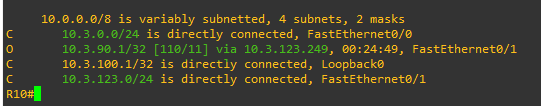 10.0.0.0/8 is variably subnetted, 4 subnets, 2 masks
C 10.3.0.0/24 is directly connected, FastEthernet0/0
O 10.3.90.1/32 [110/11] via 10.3.123.249, 00:24:49, FastEthernet0/1
C 10.3.100.1/32 is directly connected, Loopback0
C 10.3.123.0/24 is directly connected, FastEthernet0/1
R10#